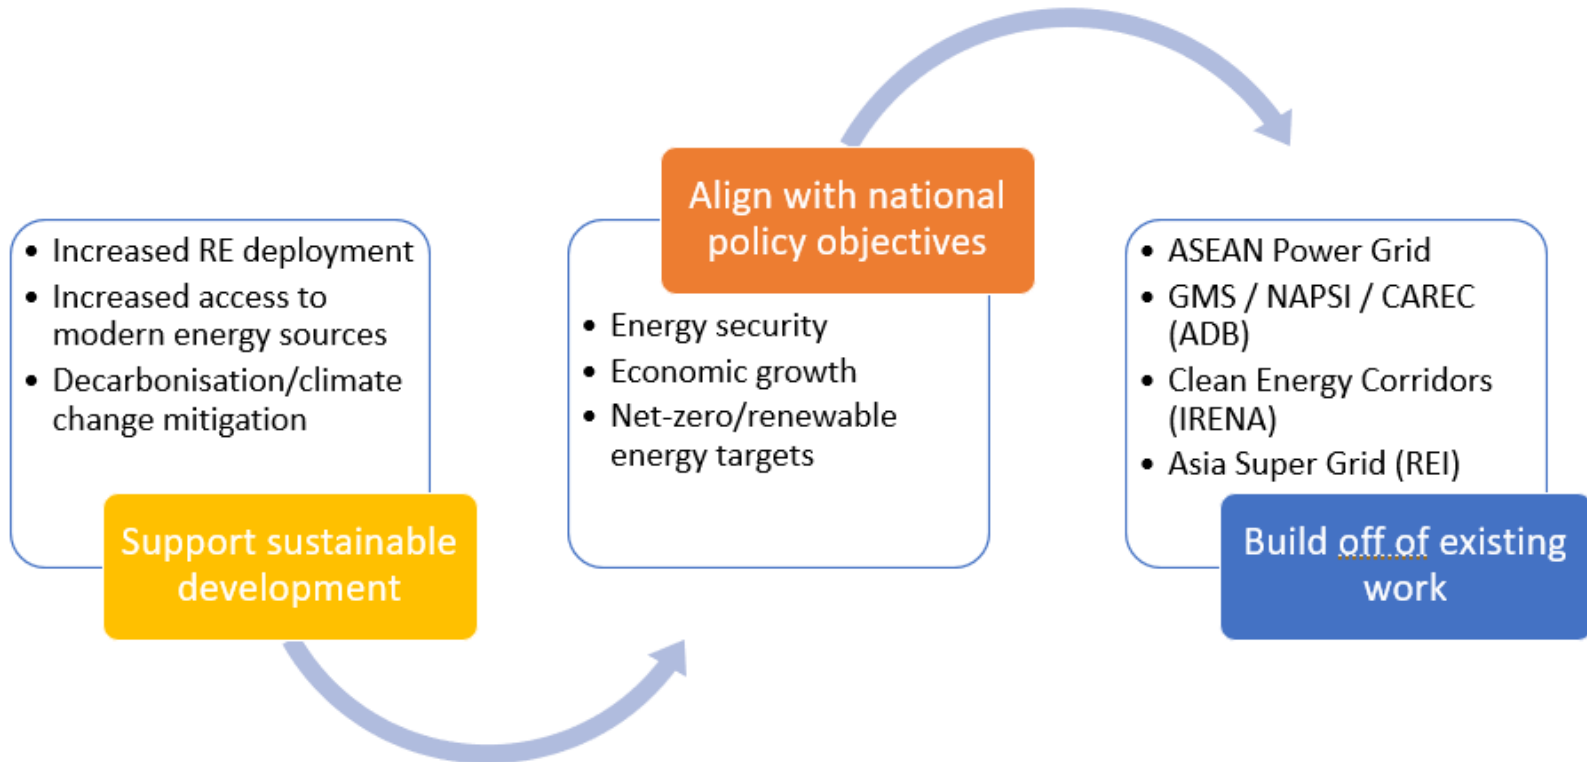 • Increased RE deployment
• Increased access to
modern energy sources
• Decarbonisation/climate
change mitigation
Support sustainable
development
Align with national
policy objectives
• Energy security
• Economic growth
• Net-zero/renewable
energy targets
• ASEAN Power Grid
• GMS / NAPSI / CAREC
(ADB)
• Clean Energy Corridors
(IRENA)
• Asia Super Grid (REI)
Build off of existing
work